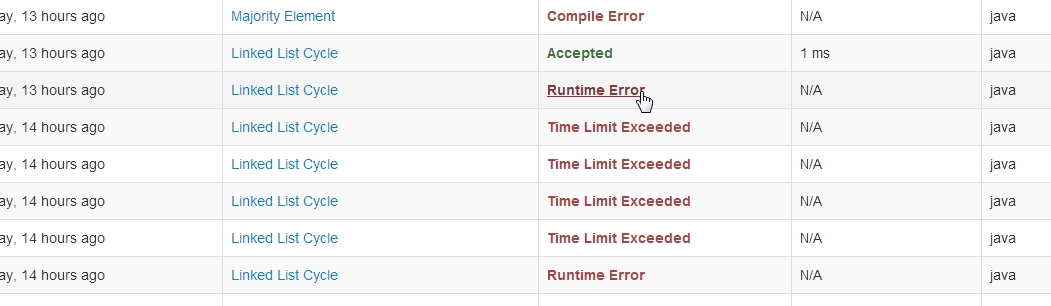 ay, 13 hours ago Majority Element Compile Error N/A java
ay, 13 hours ago Linked List Cycle Accepted 1 ms java
ay, 13 hours ago Linked List Cycle Runtime Error N/A java
ay, 14 hours ago Linked List Cycle Time Limit Exceeded N/A java
ay, 14 hours ago Linked List Cycle Time Limit Exceeded N/A java
ay, 14 hours ago Linked List Cycle Time Limit Exceeded N/A java
ay, 14 hours ago Linked List Cycle Time Limit Exceeded N/A java
ay, 14 hours ago Linked List Cycle Runtime Error N/A java